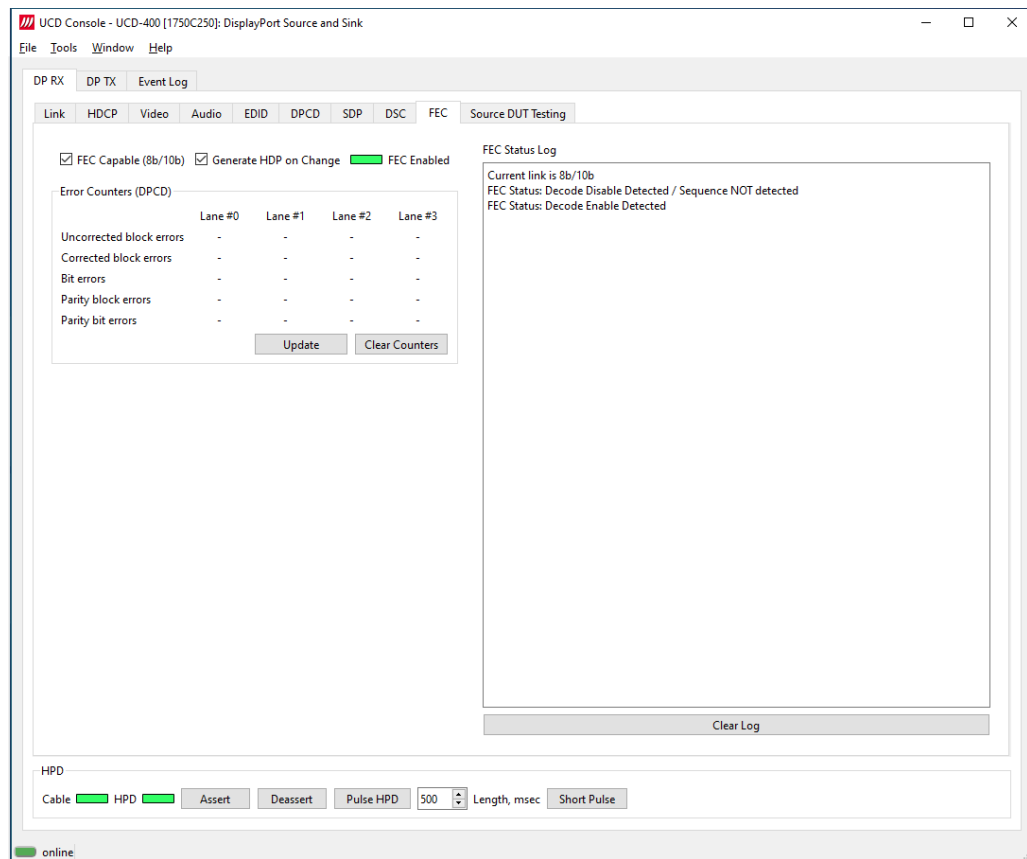 UCD Console - UCD-400 [1750C250]: DisplayPort Source and Sink
File Tools Window Help
DP RX DP TX Event Log
Link HDCP Video Audio EDID DPCD SDP DSC FEC Source DUT Testing
FEC Capable (8b/10b) Generate HDP on Change FEC Enabled
Error Counters (DPCD)
Lane #0 Lane #1 Lane #2 Lane #3
Uncorrected block errors - - - -
Corrected block errors - - - -
Bit errors - - - -
Parity block errors - - - -
Parity bit errors - - - -
Update Clear Counters
FEC Status Log
Current link is 8b/10b
FEC Status: Decode Disable Detected / Sequence NOT detected
FEC Status: Decode Enable Detected
Clear Log
HPD
Cable HPD Assert Deassert Pulse HPD 500 Length, msec Short Pulse
online